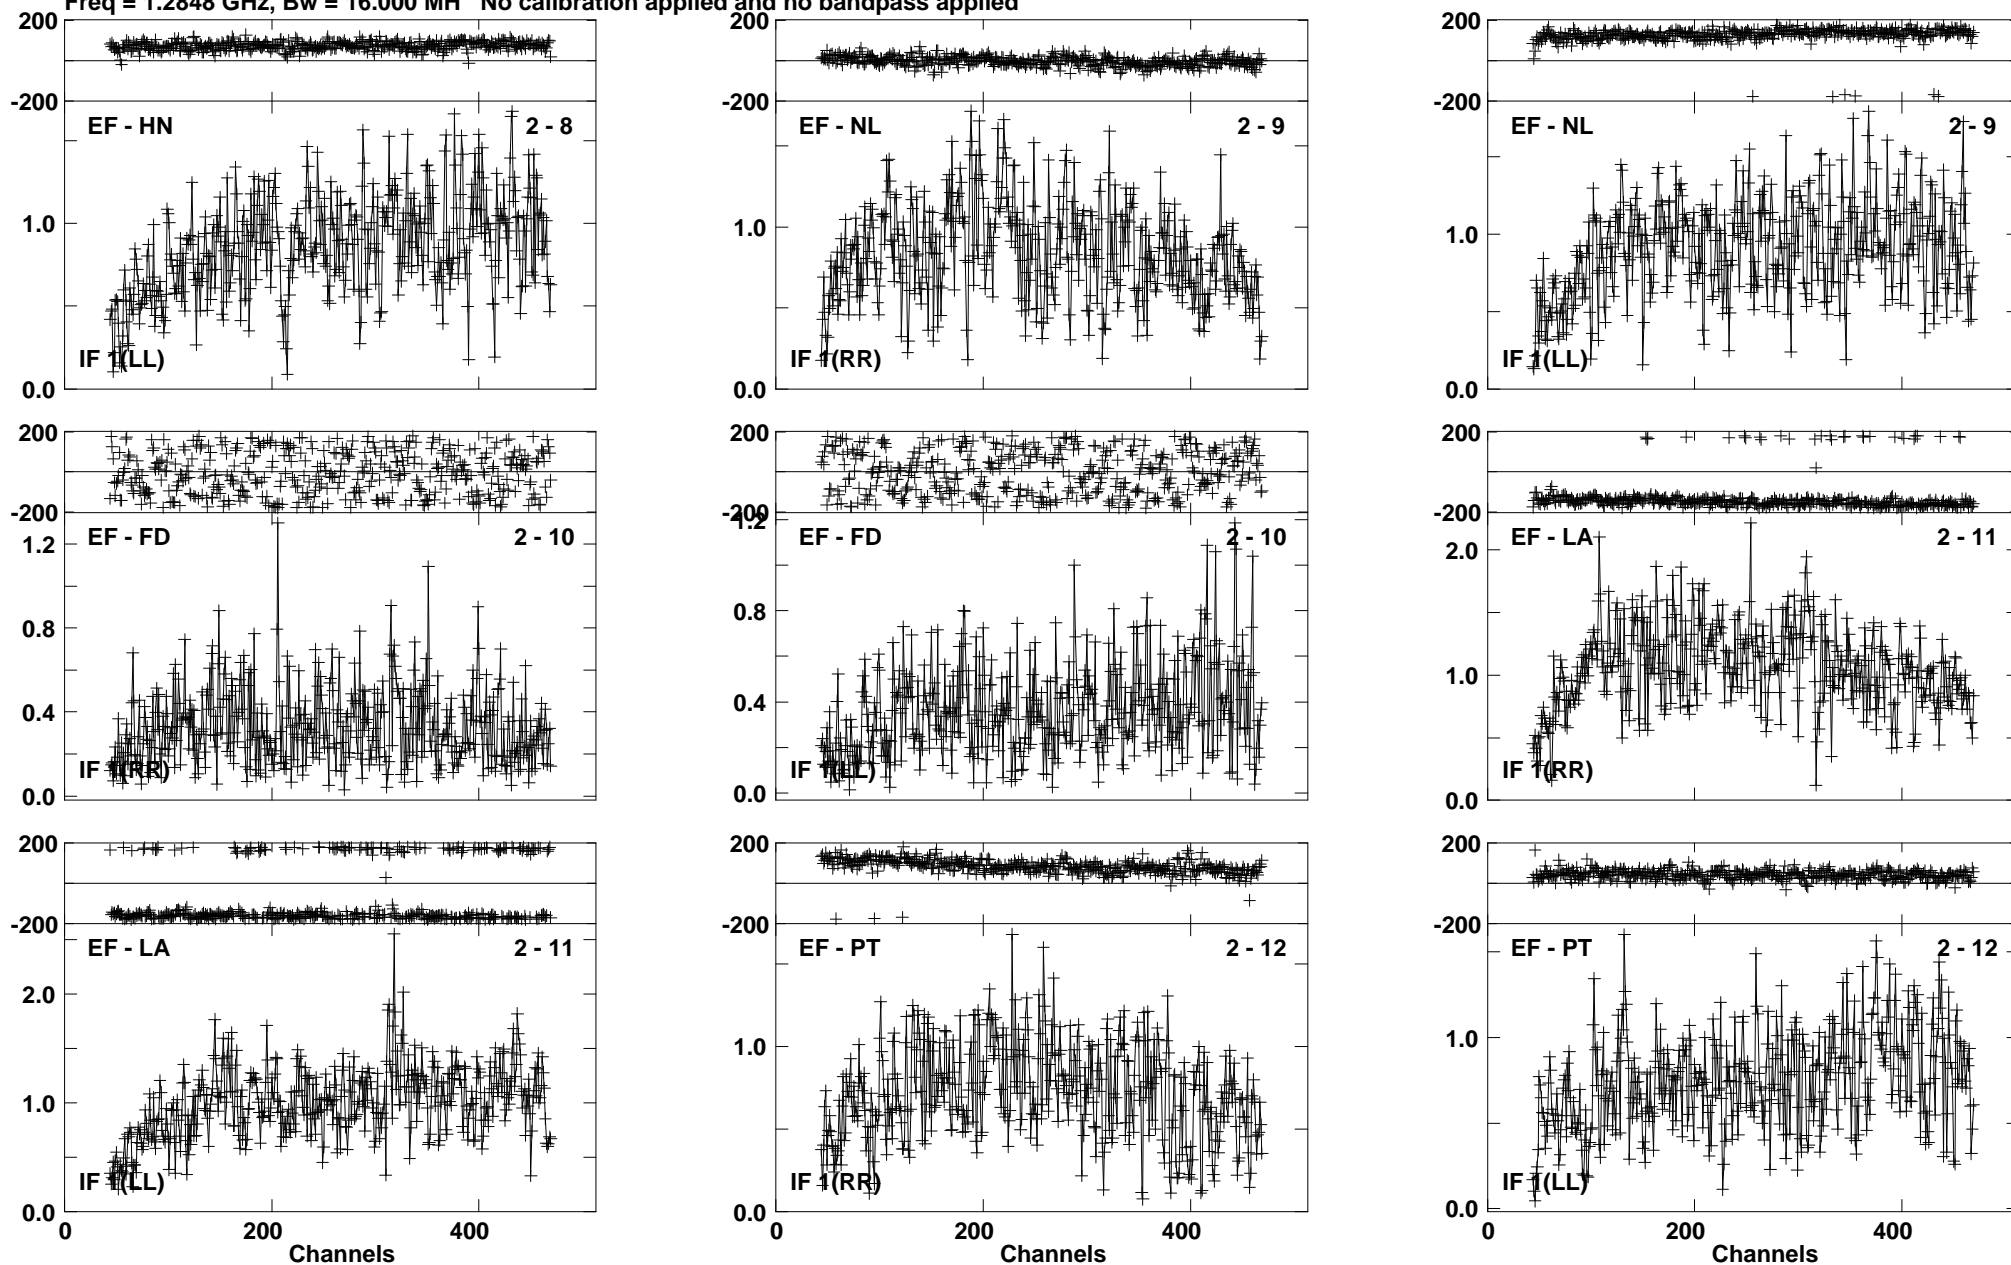 Freq = 1.2848 GHz, Bw = 16.000 MH No calibration applied and no bandpass applied
200
-200
EF - HN 2 - 8
1.0
IF 1(LL)
0.0
200
-200
EF - NL 2 - 9
1.0
IF 1(RR)
0.0
200
-200
EF - NL 2 - 9
1.0
IF 1(LL)
0.0
200
-200
EF - FD 2 - 10
1.2
0.8
0.4
IF 1(RR)
0.0
200
-200
1.2
EF - FD 2 - 10
0.8
0.4
IF 1(LL)
0.0
200
-200
EF - LA 2 - 11
2.0
1.0
IF 1(RR)
0.0
200
-200
EF - LA 2 - 11
2.0
1.0
IF 1(LL)
0.0
0 200 400
Channels
200
-200
EF - PT 2 - 12
1.0
IF 1(RR)
0.0
0 200 400
200
-200
EF - PT 2 - 12
1.0
IF 1(LL)
0.0
0 200 400
Channels